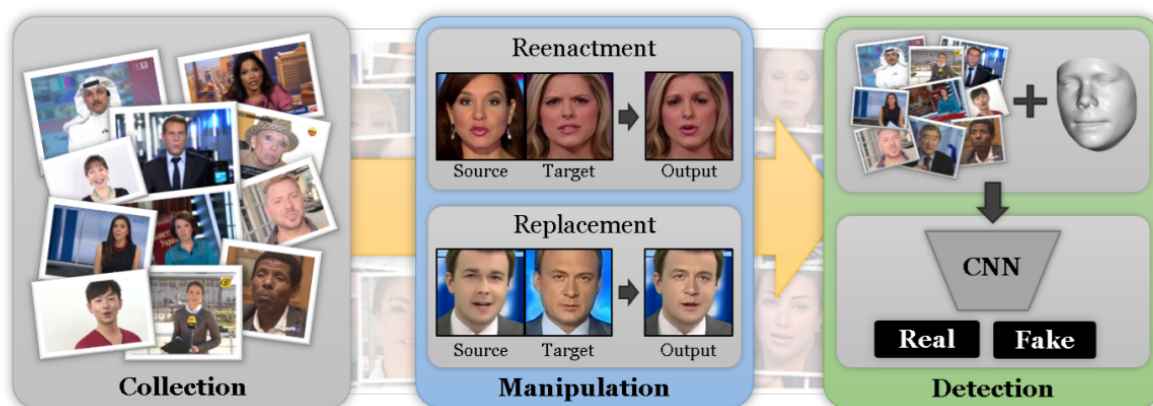 Reenactment
Source Target Output
Replacement
Source Target Output
CNN
Real Fake
Collection Manipulation Detection